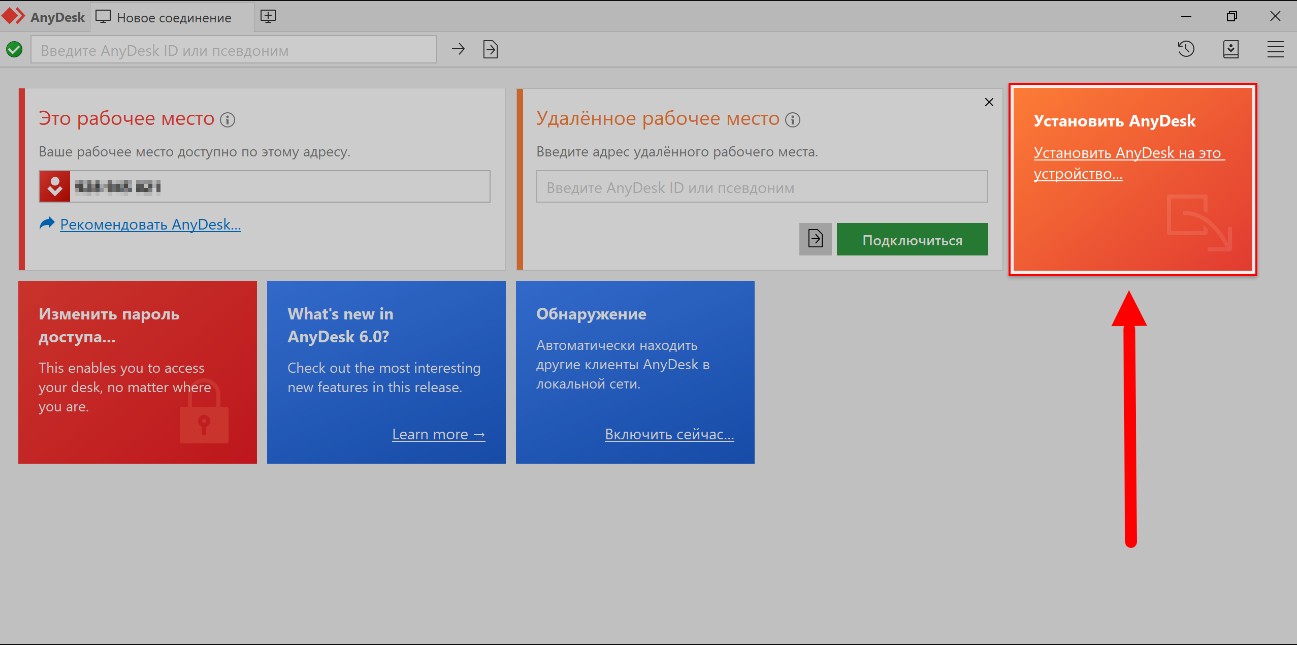 AnyDesk
Новое соединение
Введите AnyDesk ID или псевдоним
Это рабочее место
Ваше рабочее место доступно по этому адресу.
Рекомендовать AnyDesk...
Удалённое рабочее место
Введите адрес удалённого рабочего места.
Введите AnyDesk ID или псевдоним
Подключиться
Установить AnyDesk
Установить AnyDesk на это
устройство...
Изменить пароль
доступа...
This enables you to access
your desk, no matter where
you are.
What's new in
AnyDesk 6.0?
Check out the most interesting
new features in this release.
Learn more →
Обнаружение
Автоматически находить
другие клиенты AnyDesk в
локальной сети.
Включить сейчас...